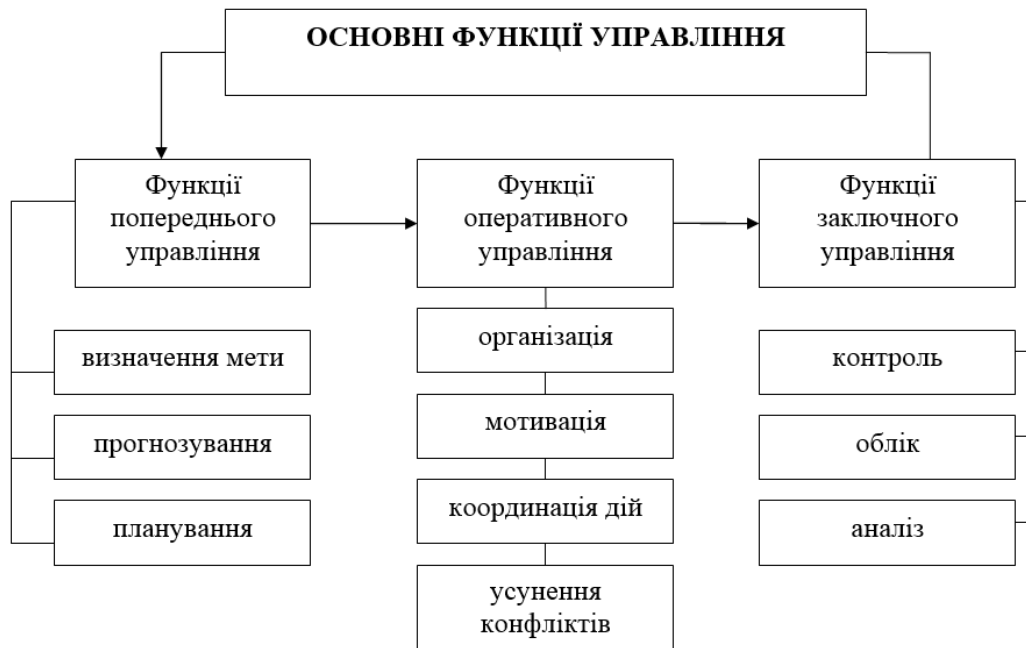 ОСНОВНІ ФУНКЦІЇ УПРАВЛІННЯ
Функції
попереднього
управління
Функції
оперативного
управління
Функції
заключного
управління
визначення мети
прогнозування
планування
організація
мотивація
координація дій
усунення
конфліктів
контроль
облік
аналіз